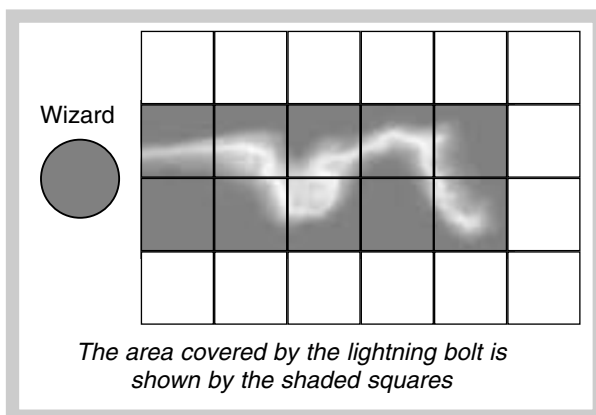 Wizard
The area covered by the lightning bolt is
shown by the shaded squares